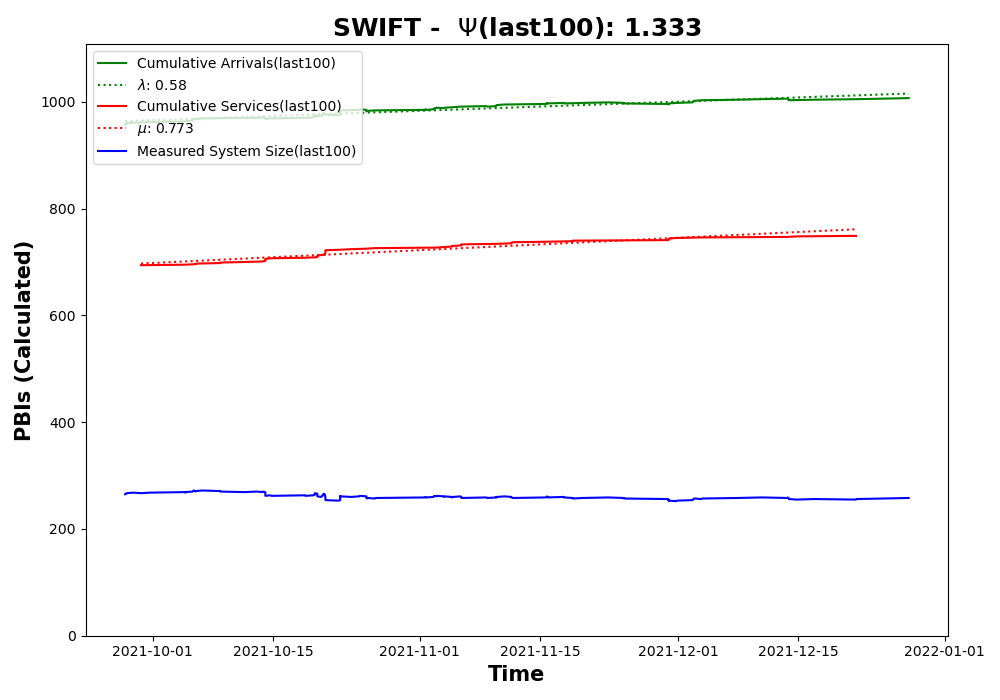 SWIFT - Ψ(last100): 1.333
Cumulative Arrivals(last100)
λ: 0.58
Cumulative Services(last100)
μ: 0.773
Measured System Size(last100)
PBIs (Calculated)
1000
800
600
400
200
0
2021-10-01 2021-10-15 2021-11-01 2021-11-15 2021-12-01 2021-12-15 2022-01-01
Time